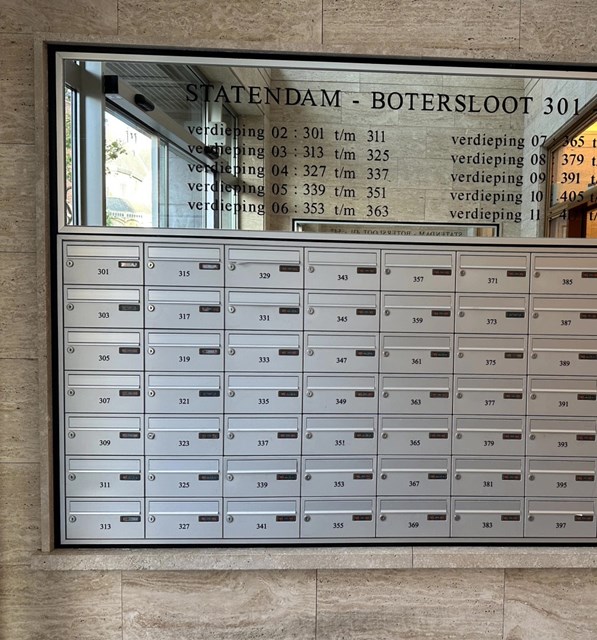 STATENDAM - BOTERSLOOT 301
verdieping 02 : 301 t/m 311
verdieping 03 : 313 t/m 325
verdieping 04 : 327 t/m 337
verdieping 05 : 339 t/m 351
verdieping 06 : 353 t/m 363
verdieping 07 365
verdieping 08 379
verdieping 09 391
verdieping 10 405
verdieping 11
301 315 329 343 357 371 385
303 317 331 345 359 373 387
305 319 333 347 361 375 389
307 321 335 349 363 377 391
309 323 337 351 365 379 393
311 325 339 353 367 381 395
313 327 341 355 369 383 397